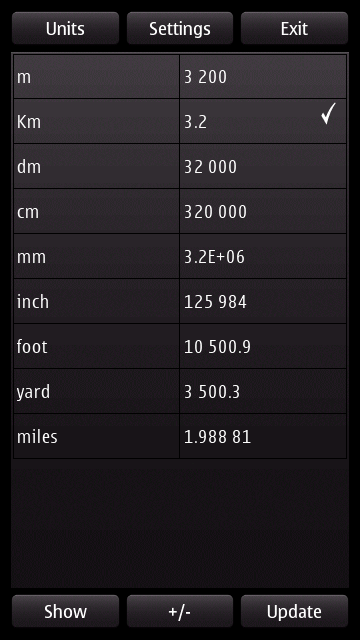 Units Settings Exit
m 3 200
Km 3.2
dm 32 000
cm 320 000
mm 3.2E+06
inch 125 984
foot 10 500.9
yard 3 500.3
miles 1.988 81
Show +/- Update